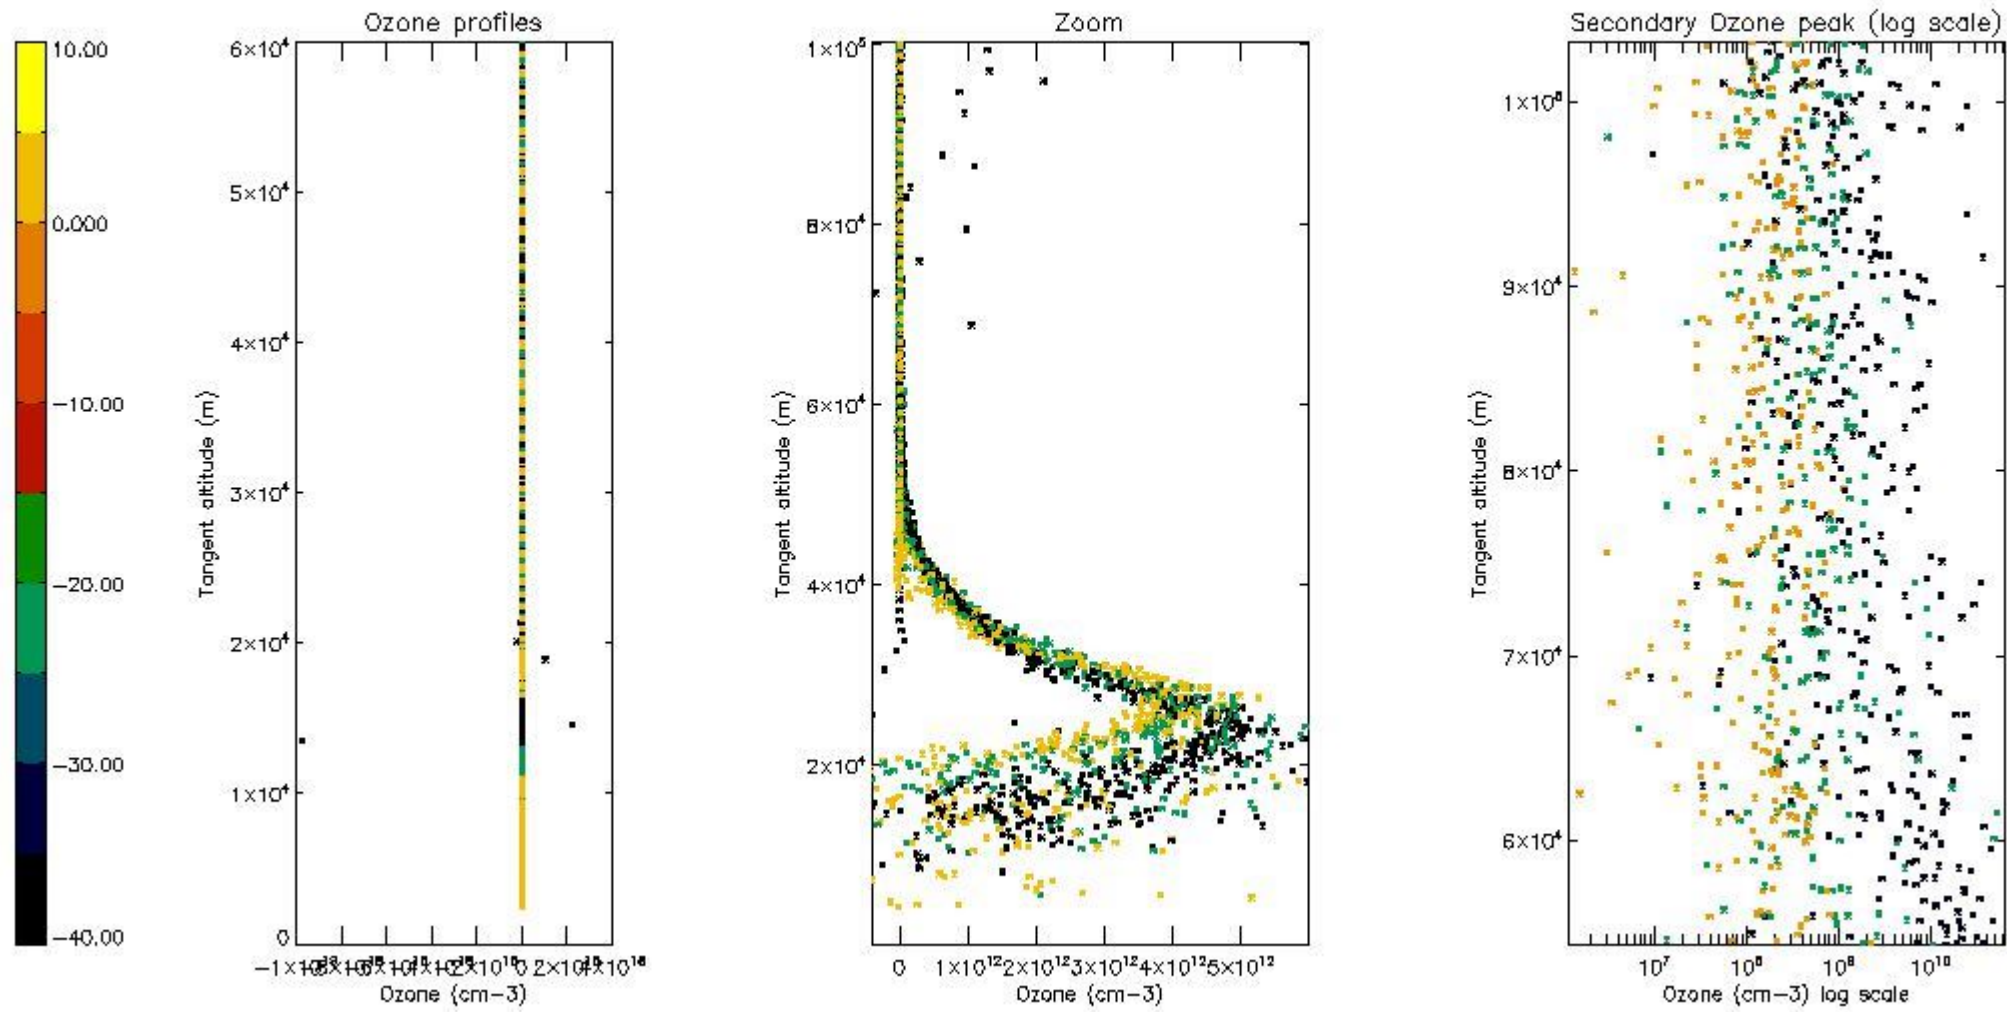 Ozone profiles
Zoom
Secondary Ozone peak (log scale)
10.00
0.000
−10.00
−20.00
−30.00
−40.00
6×10⁴
5×10⁴
4×10⁴
3×10⁴
2×10⁴
1×10⁴
0
Tangent altitude (m)
0 2×10¹⁶
Ozone (cm−3)
1×10⁵
8×10⁴
6×10⁴
4×10⁴
2×10⁴
Tangent altitude (m)
0 1×10¹² 2×10¹² 3×10¹² 4×10¹² 5×10¹²
Ozone (cm−3)
1×10⁵
9×10⁴
8×10⁴
7×10⁴
6×10⁴
Tangent altitude (m)
10⁷ 10⁸ 10⁹ 10¹⁰
Ozone (cm−3) log scale